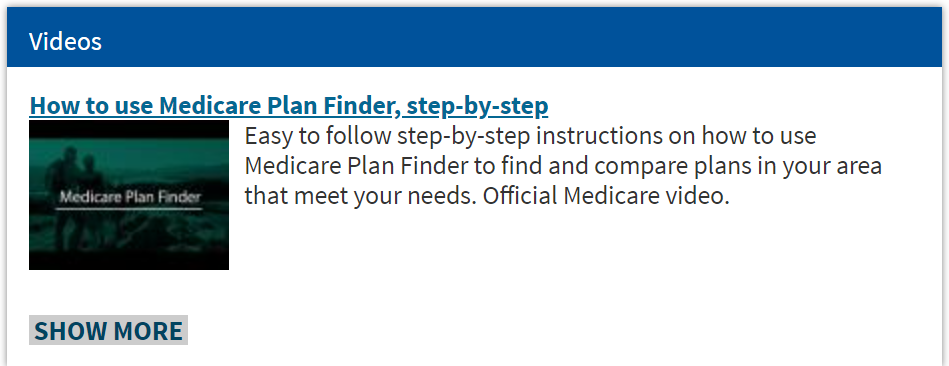 Videos
How to use Medicare Plan Finder, step-by-step
Medicare Plan Finder
Easy to follow step-by-step instructions on how to use
Medicare Plan Finder to find and compare plans in your area
that meet your needs. Official Medicare video.
SHOW MORE